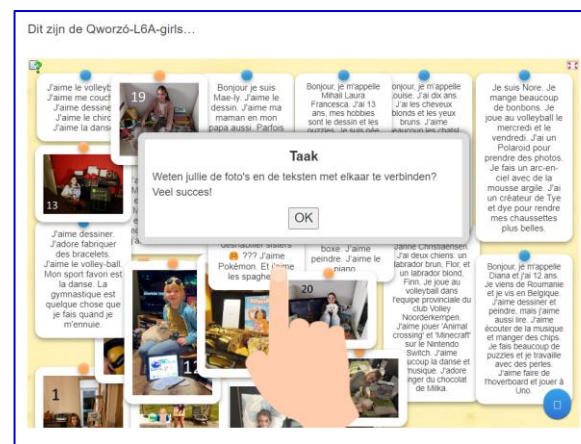 Dit zijn de Qworzó-L6A-girls…
J'aime le volleyb
J'aime me couch
J'aime dessine
J'aime le chiro
J'aime la danse
19
Bonjour je suis
Mae-ly. J'aime le
dessin. J'aime ma
maman en mon
papa aussi. Parfois
Bonjour, je m'appelle
Mihail Laura
Francesca. J'ai 13
ans, mes hobbies
sont le dessin et les
puzzles. Je suis née
onjour, je m'appelle
ouise. J'ai dix ans.
J'ai les cheveux
blonds et les yeux
bruns. J'aime
beaucoup les chats!
Je suis Nore. Je
mange beaucoup
de bonbons. Je
joue au volleyball le
mercredi et le
vendredi. J'ai un
Polaroid pour
prendre des photos.
Je fais un arc-en-
ciel avec de la
mousse argile. J'ai
un créateur de Tye
et dye pour rendre
mes chaussettes
plus belles.
Taak
Weten jullie de foto's en de teksten met elkaar te verbinden?
Veel succes!
OK
13
J'aime dessiner.
J'adore fabriquer
des bracelets.
J'aime le volley-ball.
Mon sport favori est
la danse. La
gymnastique est
quelque chose que
je fais quand je
m'ennuie.
déshabiller sisters
??? J'aime
Pokémon. Et j'aime
les spaghe
boxe. J'aime
peindre. J'aime le
piano
anne Christiaensen.
J'ai deux chiens: un
labrador brun, Flor, et
un labrador blond,
Finn. Je joue au
volleyball dans
l'equipe provinciale du
club Volley
Noorderkempen.
J'aime jouer 'Animal
crossing' et 'Minecraft'
sur le Nintendo
Switch. J'aime
ucoup la danse et
musique. J'adore
nger du chocolat
de Milka.
Bonjour, je m'appelle
Diana et j'ai 12 ans.
Je viens de Roumanie
et je vis en Belgique.
J'aime dessiner et
peindre, mais j'aime
aussi lire. J'aime
écouter de la musique
et manger des chips.
Je fais beaucoup de
puzzles et je travaille
avec des perles.
J'aime faire de
l'hoverboard et jouer à
Uno.
12
20
1